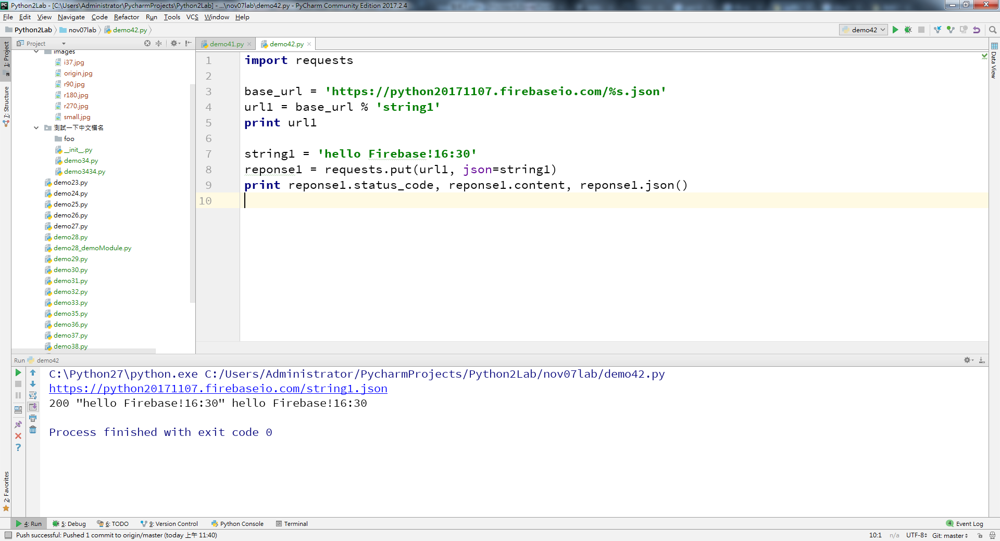 Python2Lab - [C:\Users\Administrator\PycharmProjects\Python2Lab] - ...\nov07lab\demo42.py - PyCharm Community Edition 2017.2.4
File Edit View Navigate Code Refactor Run Tools VCS Window Help
Python2Lab nov07lab demo42.py
demo42
Project
demo41.py
demo42.py
1: Project
7: Structure
2: Favorites
Data View
images
i37.jpg
origin.jpg
r90.jpg
r180.jpg
r270.jpg
small.jpg
測試一下中文檔名
foo
__init__.py
demo34.py
demo3434.py
demo23.py
demo24.py
demo25.py
demo26.py
demo27.py
demo28.py
demo28_demoModule.py
demo29.py
demo30.py
demo31.py
demo32.py
demo33.py
demo35.py
demo36.py
demo37.py
demo38.py
1 import requests
2
3 base_url = 'https://python20171107.firebaseio.com/%s.json'
4 url1 = base_url % 'string1'
5 print url1
6
7 string1 = 'hello Firebase!16:30'
8 reponse1 = requests.put(url1, json=string1)
9 print reponse1.status_code, reponse1.content, reponse1.json()
10
Run demo42
C:\Python27\python.exe C:/Users/Administrator/PycharmProjects/Python2Lab/nov07lab/demo42.py
https://python20171107.firebaseio.com/string1.json
200 "hello Firebase!16:30" hello Firebase!16:30
Process finished with exit code 0
4: Run 5: Debug 6: TODO 9: Version Control Python Console Terminal 4 Event Log
Push successful: Pushed 1 commit to origin/master (today 上午 11:40) 10:1 n/a UTF-8 Git: master